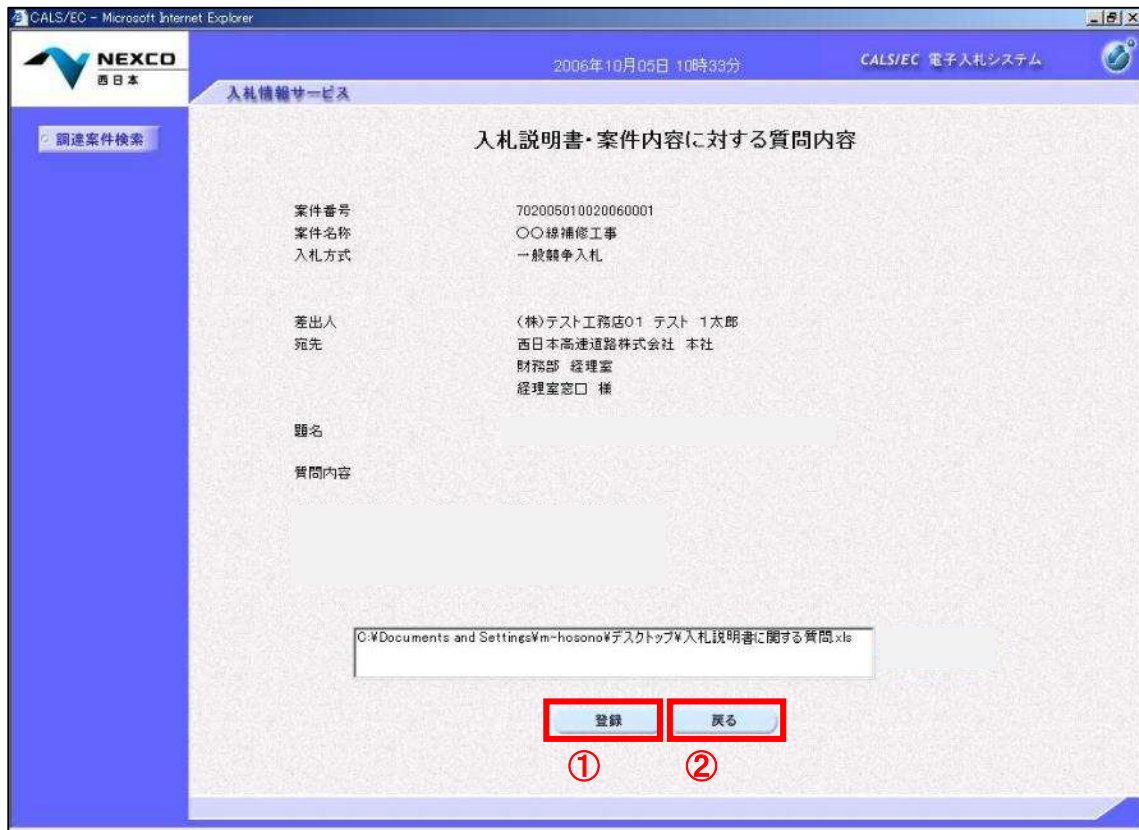 CALS/EC - Microsoft Internet Explorer
NEXCO
西日本
2006年10月05日 10時33分
CALS/EC 電子入札システム
入札情報サービス
調達案件検索
入札説明書・案件内容に対する質問内容
案件番号 702005010020060001
案件名称 〇〇線補修工事
入札方式 一般競争入札
差出人 (株)テスト工務店01 テスト 1太郎
宛先 西日本高速道路株式会社 本社
財務部 経理室
経理室窓口 様
題名
質問内容
C:¥Documents and Settings¥m-hosono¥デスクトップ¥入札説明書に関する質問.xls
登録 戻る
① ②